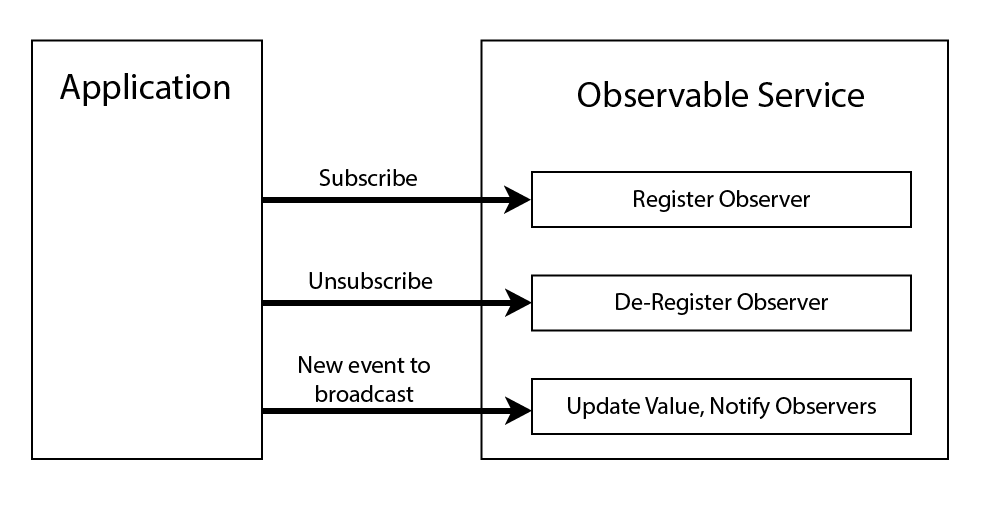 Application
Observable Service
Subscribe
Register Observer
Unsubscribe
De-Register Observer
New event to
broadcast
Update Value, Notify Observers